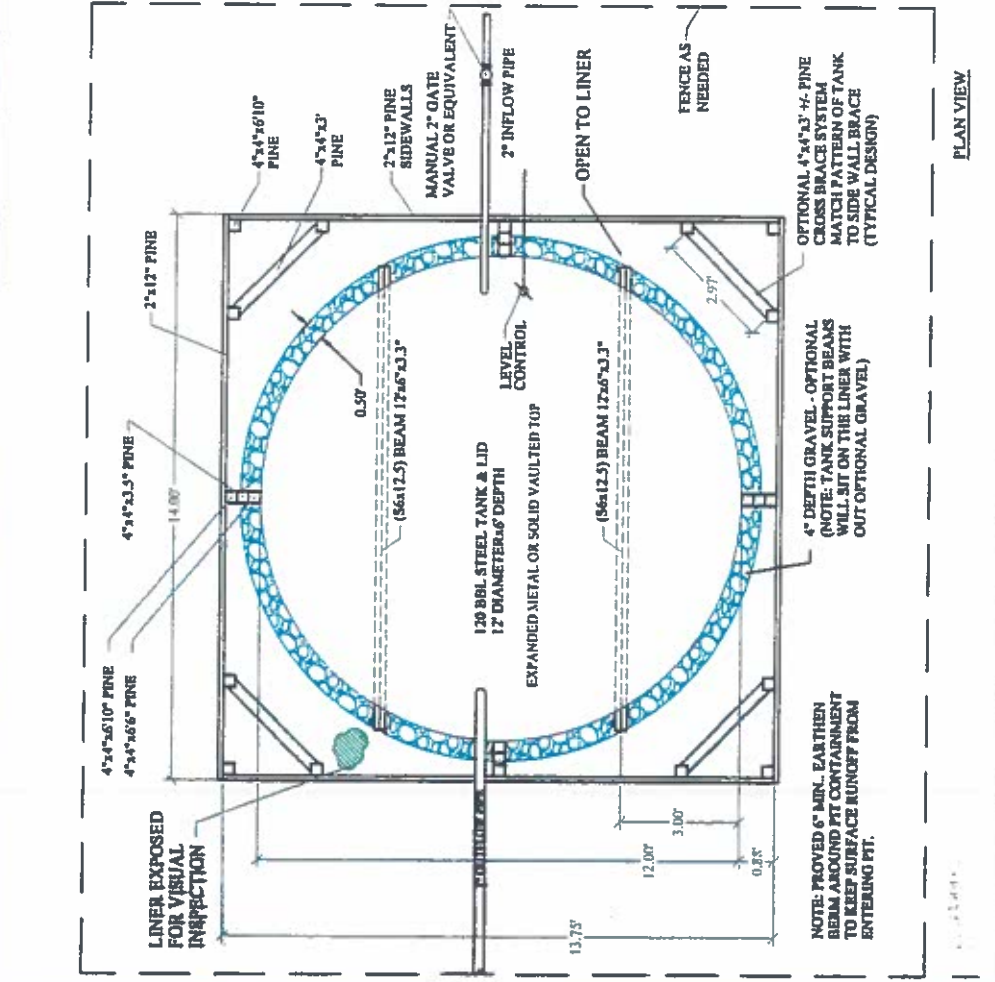 4"x4"x6'10"
PINE
4"x4"x3'
PINE
2"x12" PINE
SIDEWALLS
MANUAL 2" GATE
VALVE OR EQUIVALENT
2" INFLOW PIPE
OPEN TO LINER
FENCE AS
NEEDED
2"x12" PINE
4"x4"x3.5" PINE
14.00'
4"x4"x6'10" PINE
4"x4"x6'6" PINE
0.50'
(S6x12.5) BEAM 12'x6"x3.3"
LEVEL
CONTROL
120 BBL STEEL TANK & LID
12' DIAMETERx6' DEPTH
EXPANDED METAL OR SOLID VAULTED TOP
(S6x12.5) BEAM 12'x6"x3.3"
2.97'
OPTIONAL 4"x4"x3' +/- PINE
CROSS BRACE SYSTEM
MATCH PATTERN OF TANK
TO SIDE WALL BRACE
(TYPICAL DESIGN)
4" DEPTH GRAVEL - OPTIONAL
(NOTE: TANK SUPPORT BEAMS
WILL SIT ON THE LINER WITH
OUT OPTIONAL GRAVEL)
LINER EXPOSED
FOR VISUAL
INSPECTION
OUTFLOW PIPE
3.00'
12.00'
0.88'
13.75'
NOTE: PROVED 6" MIN.. EARTHEN
BERM AROUND PIT CONTAINMENT
TO KEEP SURFACE RUNOFF FROM
ENTERING PIT.
PLAN VIEW